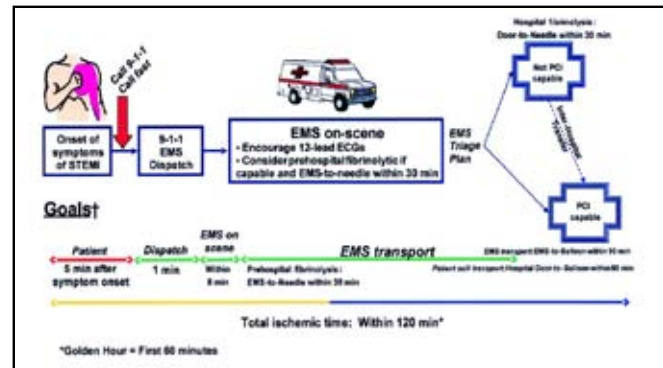 Hospital fibrinolysis:
Door-to-Needle within 30 min
Call 9-1-1
Call fast
Not PCI
capable
Onset of
symptoms
of STEMI
9-1-1
EMS
Dispatch
EMS on-scene
• Encourage 12-lead ECGs
• Consider prehospital fibrinolytic if
capable and EMS-to-needle within 30 min
EMS
Triage
Plan
PCI
capable
Goals†
Patient
5 min after
symptom onset
Dispatch
1 min
EMS on
scene
Within
8 min
EMS transport
Prehospital fibrinolysis:
EMS-to-Needle within 30 min
EMS transport: EMS-to-Balloon within 90 min
Patient self transport: Hospital Door-to-Balloon within 90 min
Total ischemic time: Within 120 min*
*Golden Hour = First 60 minutes